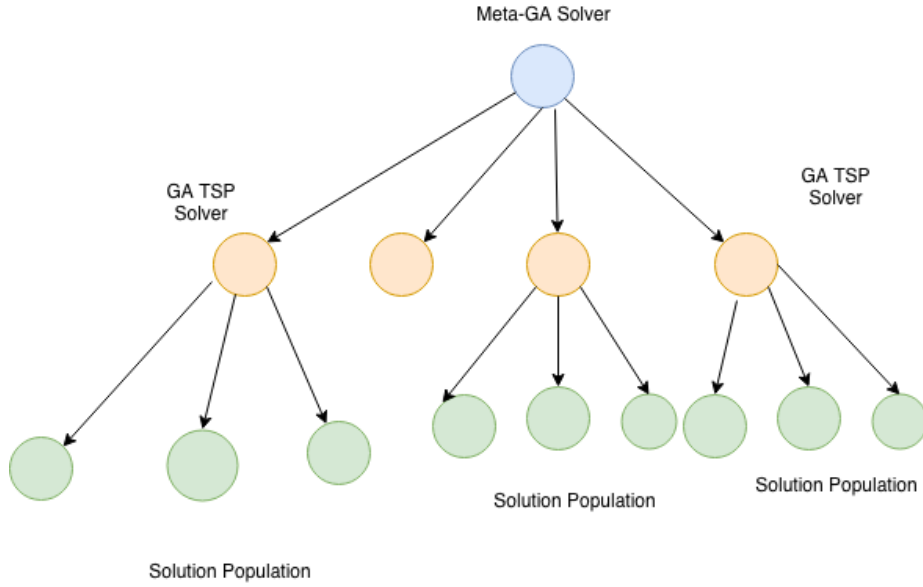 Meta-GA Solver
GA TSP
Solver
GA TSP
Solver
Solution Population
Solution Population
Solution Population